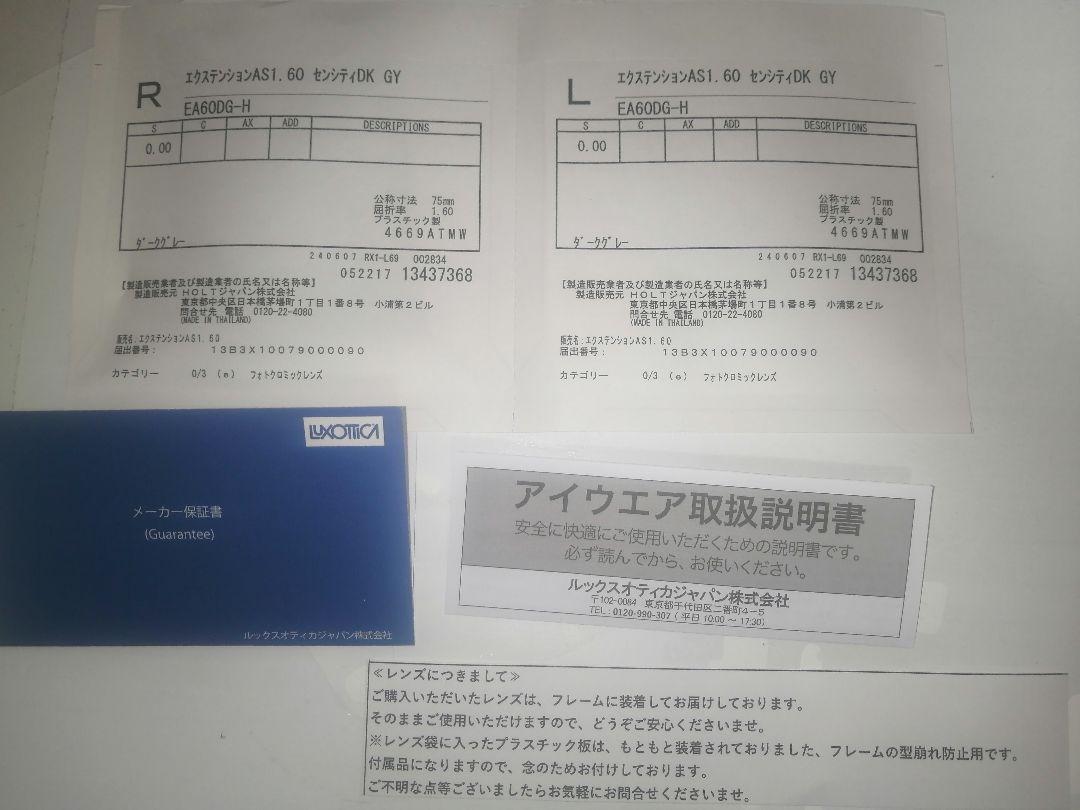 R
エクステンションAS1.60 センシティDK GY
EA60DG-H
S C AX ADD DESCRIPTIONS
0.00
公称寸法 75mm
屈折率 1.60
プラスチック製
4669ATMW
ダークグレー
240607 RX1-L69 002834
052217 13437368
【製造販売業者及び製造業者の氏名又は名称等】
製造販売元 HOLTジャパン株式会社
東京都中央区日本橋茅場町1丁目1番8号 小浦第2ビル
問合せ先 電話 0120-22-4080
(MADE IN THAILAND)
販売名:エクステンションAS1.60
届出番号: 13B3X10079000090
カテゴリー 0/3 (e) フォトクロミックレンズ
L
エクステンションAS1.60 センシティDK GY
EA60DG-H
S C AX ADD DESCRIPTIONS
0.00
公称寸法 75mm
屈折率 1.60
プラスチック製
4669ATMW
ダークグレー
240607 RX1-L69 002834
052217 13437368
【製造販売業者及び製造業者の氏名又は名称等】
製造販売元 HOLTジャパン株式会社
東京都中央区日本橋茅場町1丁目1番8号 小浦第2ビル
問合せ先 電話 0120-22-4080
(MADE IN THAILAND)
販売名:エクステンションAS1.60
届出番号: 13B3X10079000090
カテゴリー 0/3 (e) フォトクロミックレンズ
LUXOTTICA
メーカー保証書
(Guarantee)
ルックスオティカジャパン株式会社
アイウエア取扱説明書
安全に快適にご使用いただくための説明書です。
必ず読んでから、お使いください。
ルックスオティカジャパン株式会社
〒102-0084 東京都千代田区二番町4-5
TEL:0120-990-307 (平日 10:00 〜 17:30)
≪レンズにつきまして≫
ご購入いただいたレンズは、フレームに装着してお届けしております。
そのままご使用いただけますので、どうぞご安心くださいませ。
※レンズ袋に入ったプラスチック板は、もともと装着されておりました、フレームの型崩れ防止用です。
付属品になりますので、念のためお付けしております。
ご不明な点等ございましたらお気軽にお問合せくださいませ。